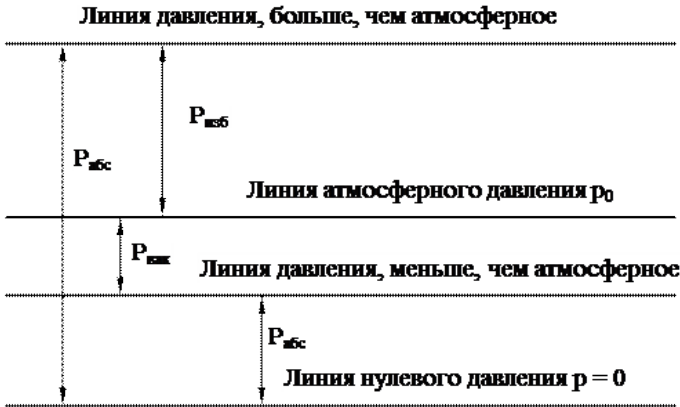 Линия давления, больше, чем атмосферное
Pизб
Pабс
Линия атмосферного давления p₀
Pвак
Линия давления, меньше, чем атмосферное
Pабс
Линия нулевого давления p = 0